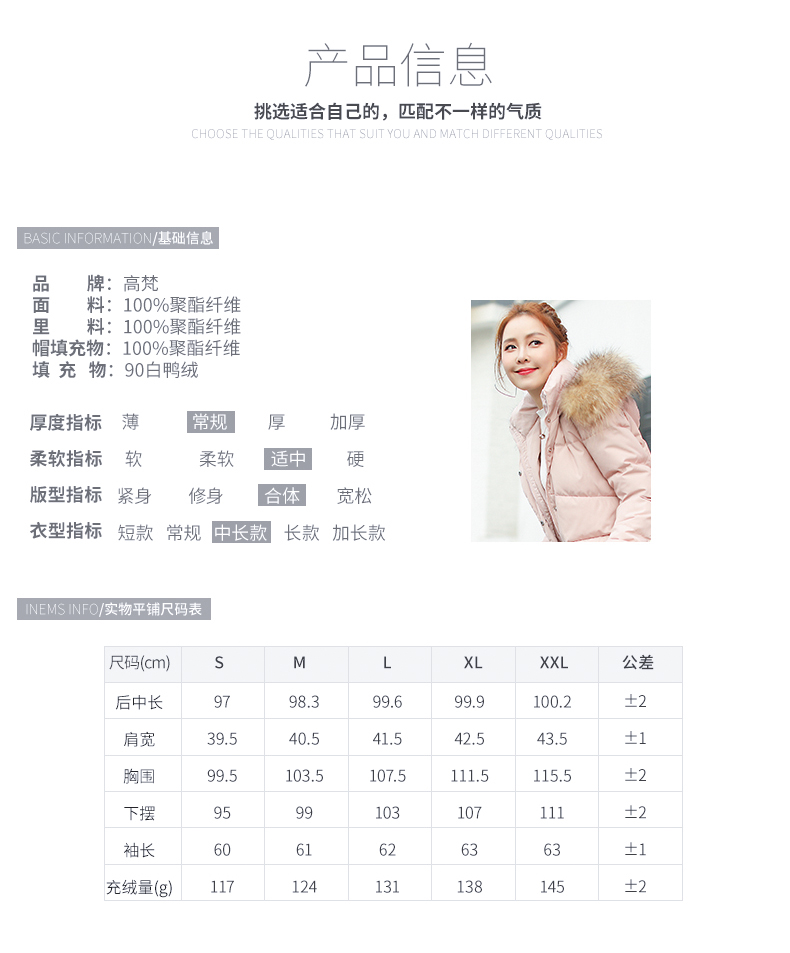 产品信息
挑选适合自己的，匹配不一样的气质
CHOOSE THE QUALITIES THAT SUIT YOU AND MATCH DIFFERENT QUALITIES
BASIC INFORMATION/基础信息
品 牌：高梵
面 料：100%聚酯纤维
里 料：100%聚酯纤维
帽填充物：100%聚酯纤维
填 充 物：90白鸭绒
厚度指标 薄 常规 厚 加厚
柔软指标 软 柔软 适中 硬
版型指标 紧身 修身 合体 宽松
衣型指标 短款 常规 中长款 长款 加长款
INEMS INFO/实物平铺尺码表
尺码(cm) S M L XL XXL 公差
后中长 97 98.3 99.6 99.9 100.2 ±2
肩宽 39.5 40.5 41.5 42.5 43.5 ±1
胸围 99.5 103.5 107.5 111.5 115.5 ±2
下摆 95 99 103 107 111 ±2
袖长 60 61 62 63 63 ±1
充绒量(g) 117 124 131 138 145 ±2